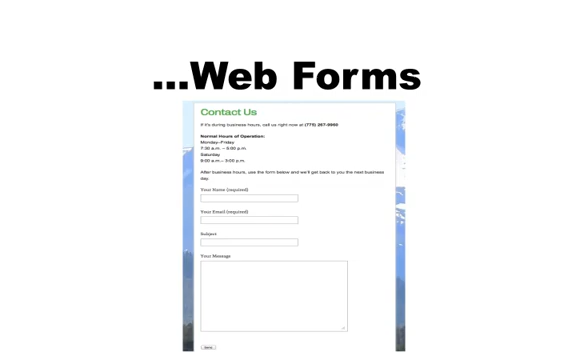 ...Web Forms
Contact Us
If it's during business hours, call us right now at (775) 267-9986
Normal Hours of Operation:
Monday–Friday
7:30 a.m. – 5:00 p.m.
Saturday
9:00 a.m.– 3:00 p.m.
After business hours, use the form below and we'll get back to you the next business
day
Your Name (required)
Your Email (required)
Subject
Your Message
Send